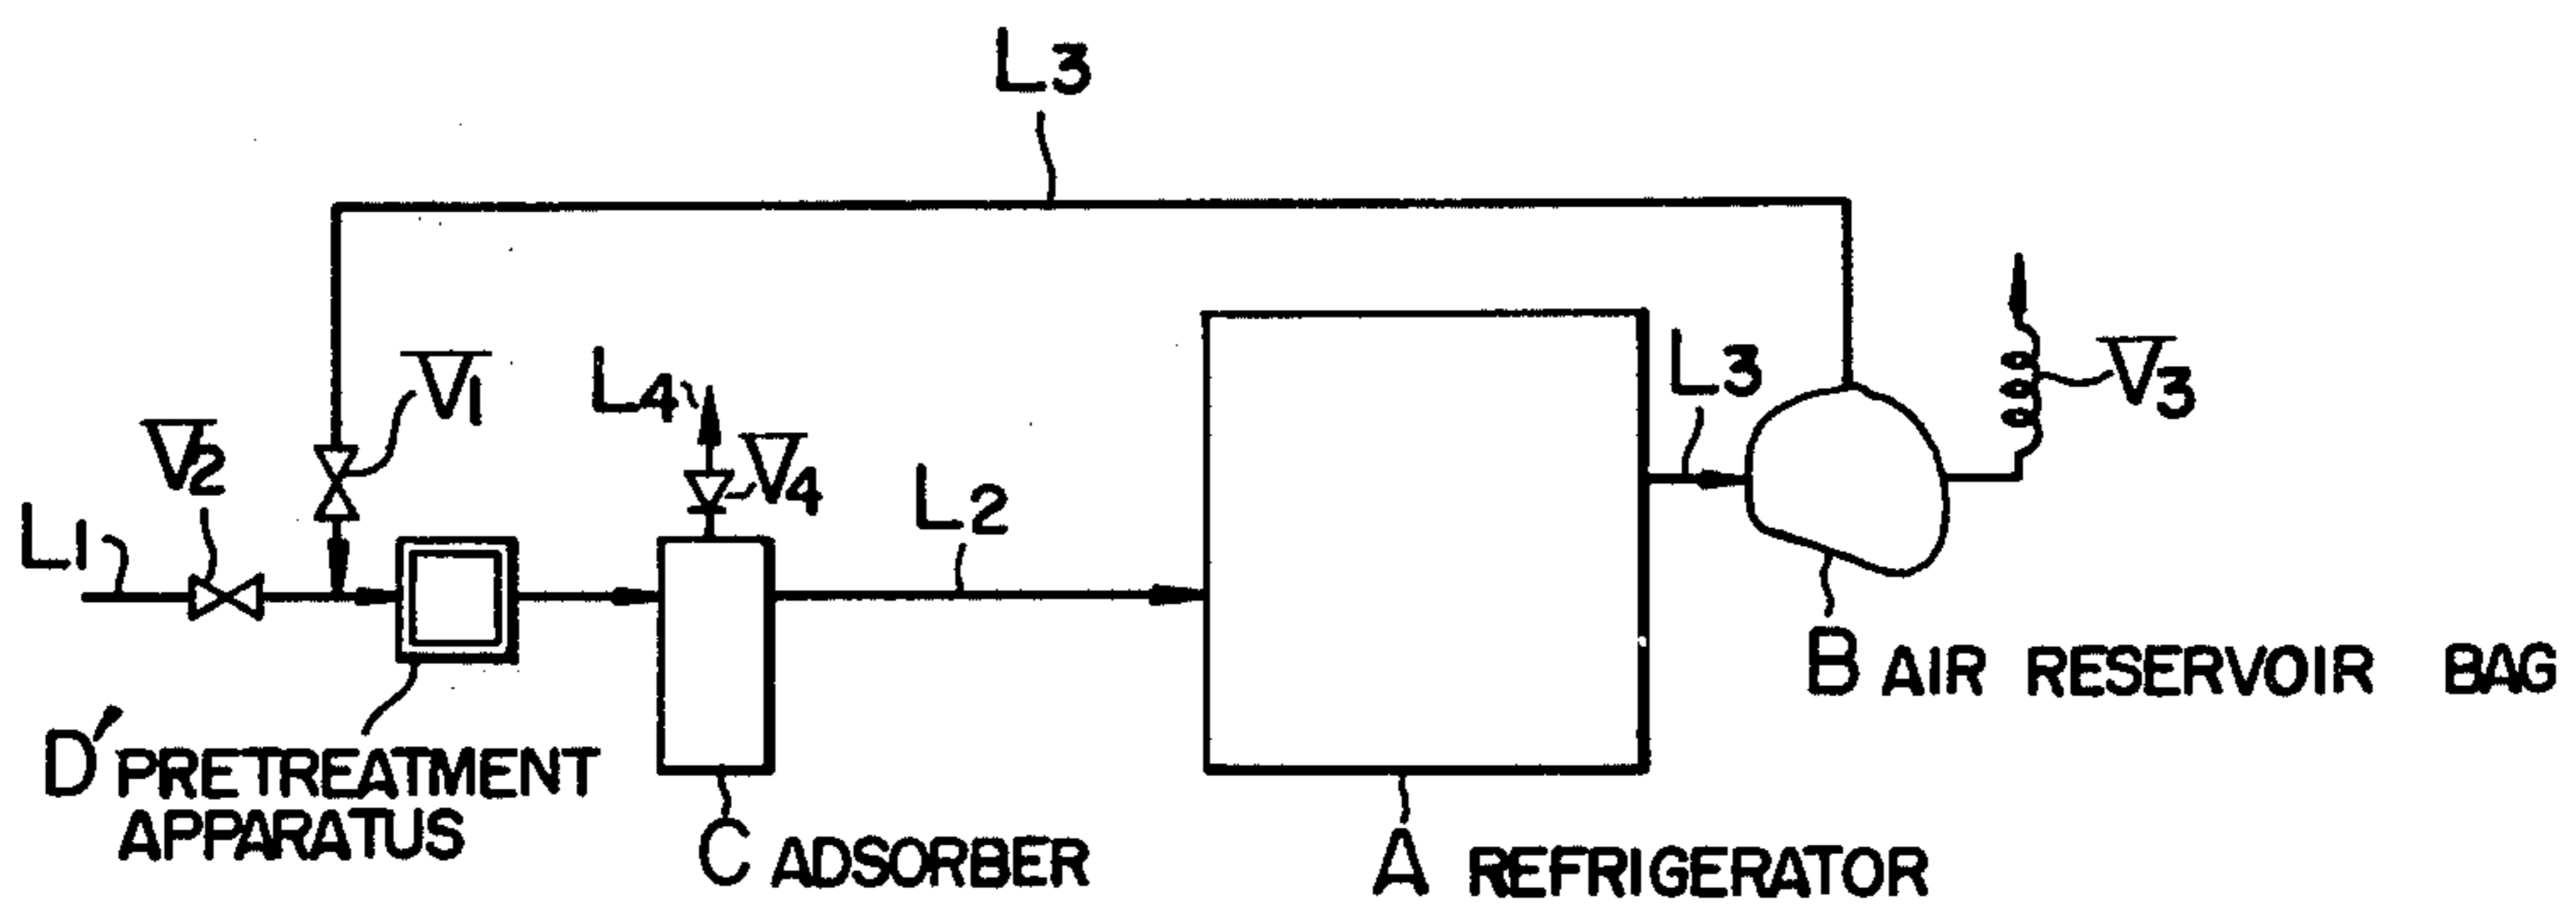 L3
V1
L4
L3
V3
V2
V4
L2
L1
B AIR RESERVOIR BAG
D' PRETREATMENT
APPARATUS
C ADSORBER
A REFRIGERATOR